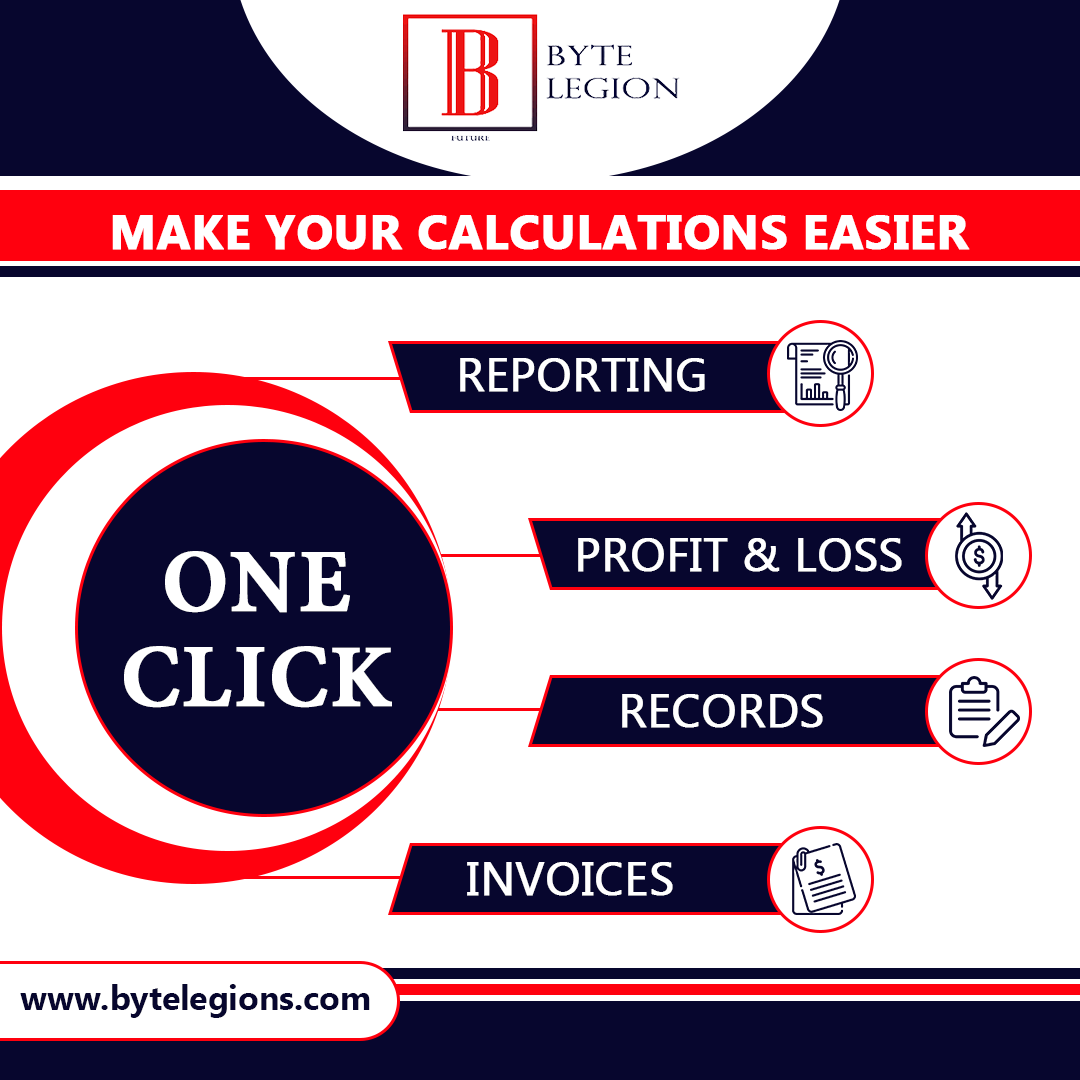 B
BYTE
LEGION
FUTURE
MAKE YOUR CALCULATIONS EASIER
REPORTING
PROFIT & LOSS
$
ONE
CLICK
RECORDS
INVOICES
$
www.bytelegions.com